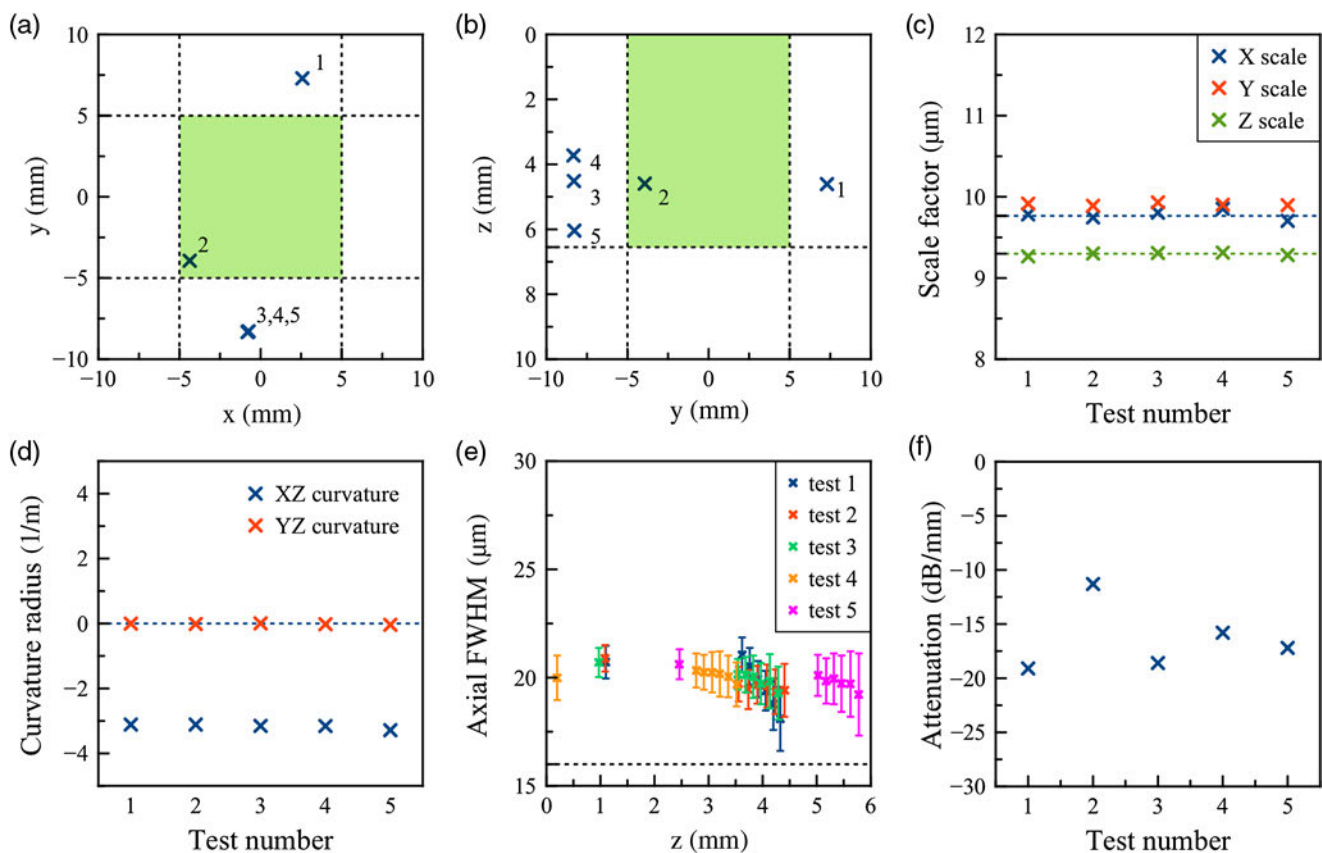 (a)
10
5
0
−5
−10
y (mm)
1
2
3,4,5
−10 −5 0 5 10
x (mm)
(b)
0
2
4
6
8
10
z (mm)
4
3
5
2
1
−10 −5 0 5 10
y (mm)
(c)
12
11
10
9
8
Scale factor (μm)
X scale
Y scale
Z scale
1 2 3 4 5
Test number
(d)
4
2
0
−2
−4
Curvature radius (1/m)
XZ curvature
YZ curvature
1 2 3 4 5
Test number
(e)
30
25
20
15
Axial FWHM (μm)
test 1
test 2
test 3
test 4
test 5
0 1 2 3 4 5 6
z (mm)
(f)
0
−5
−10
−15
−20
−25
−30
Attenuation (dB/mm)
1 2 3 4 5
Test number